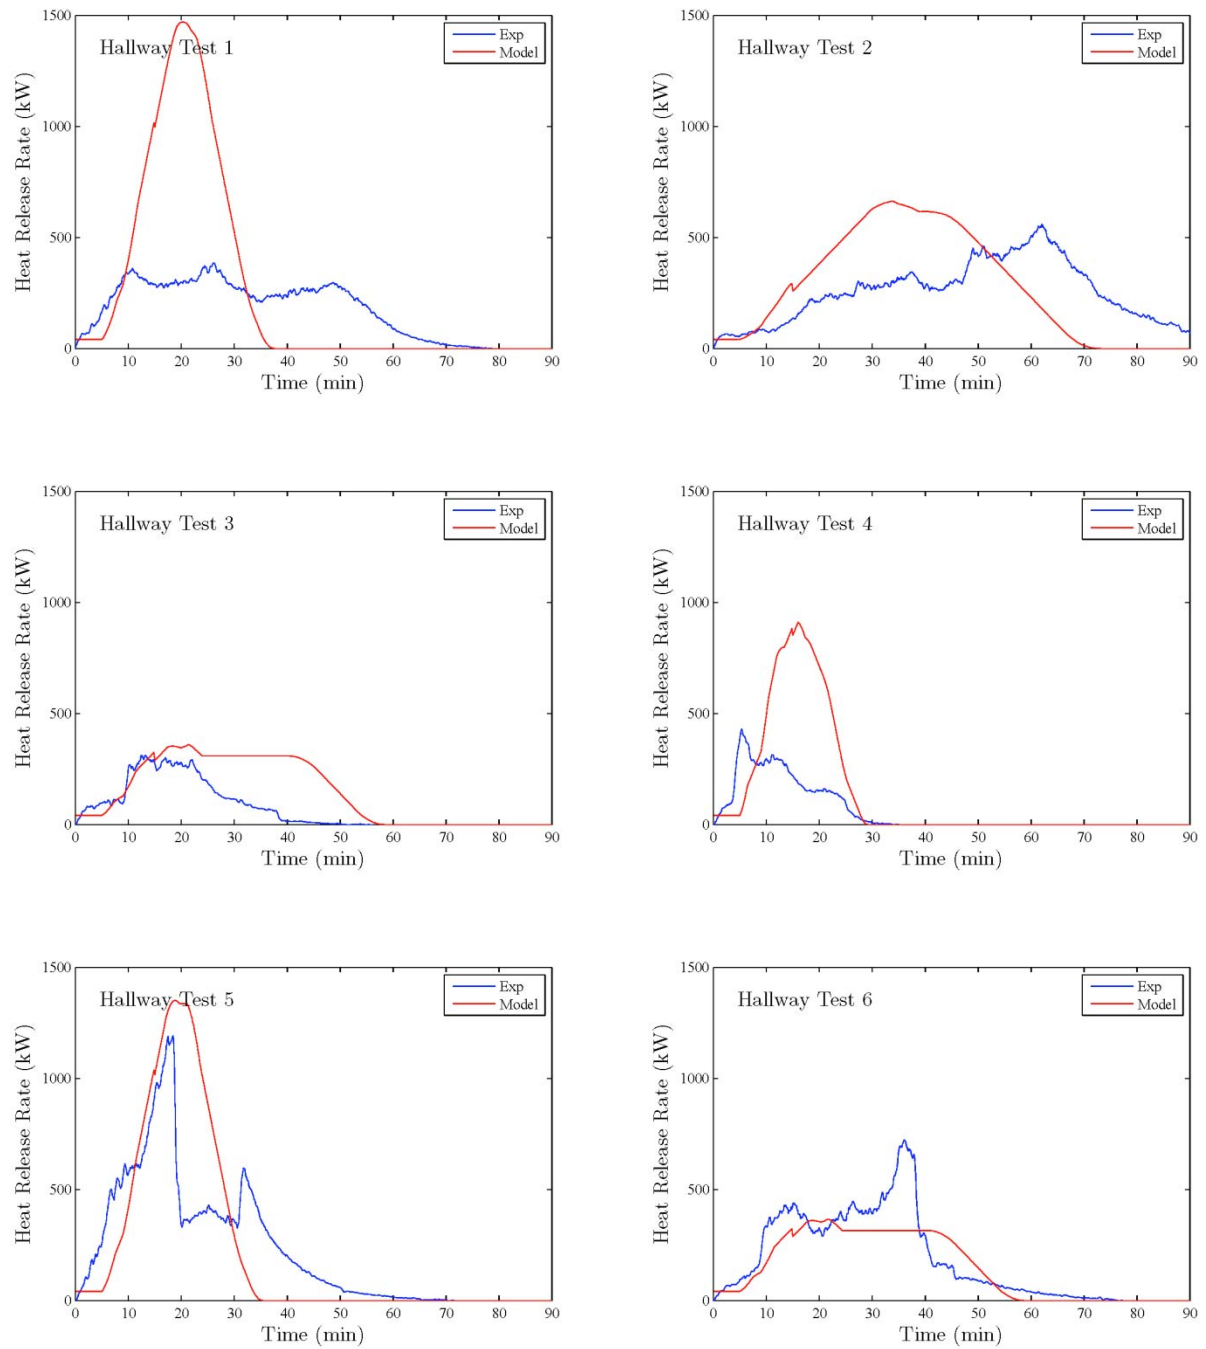 1500
Hallway Test 1
Exp
Model
1000
500
0
Heat Release Rate (kW)
0 10 20 30 40 50 60 70 80 90
Time (min)
1500
Hallway Test 2
Exp
Model
1000
500
0
Heat Release Rate (kW)
0 10 20 30 40 50 60 70 80 90
Time (min)
1500
Hallway Test 3
Exp
Model
1000
500
0
Heat Release Rate (kW)
0 10 20 30 40 50 60 70 80 90
Time (min)
1500
Hallway Test 4
Exp
Model
1000
500
0
Heat Release Rate (kW)
0 10 20 30 40 50 60 70 80 90
Time (min)
1500
Hallway Test 5
Exp
Model
1000
500
0
Heat Release Rate (kW)
0 10 20 30 40 50 60 70 80 90
Time (min)
1500
Hallway Test 6
Exp
Model
1000
500
0
Heat Release Rate (kW)
0 10 20 30 40 50 60 70 80 90
Time (min)